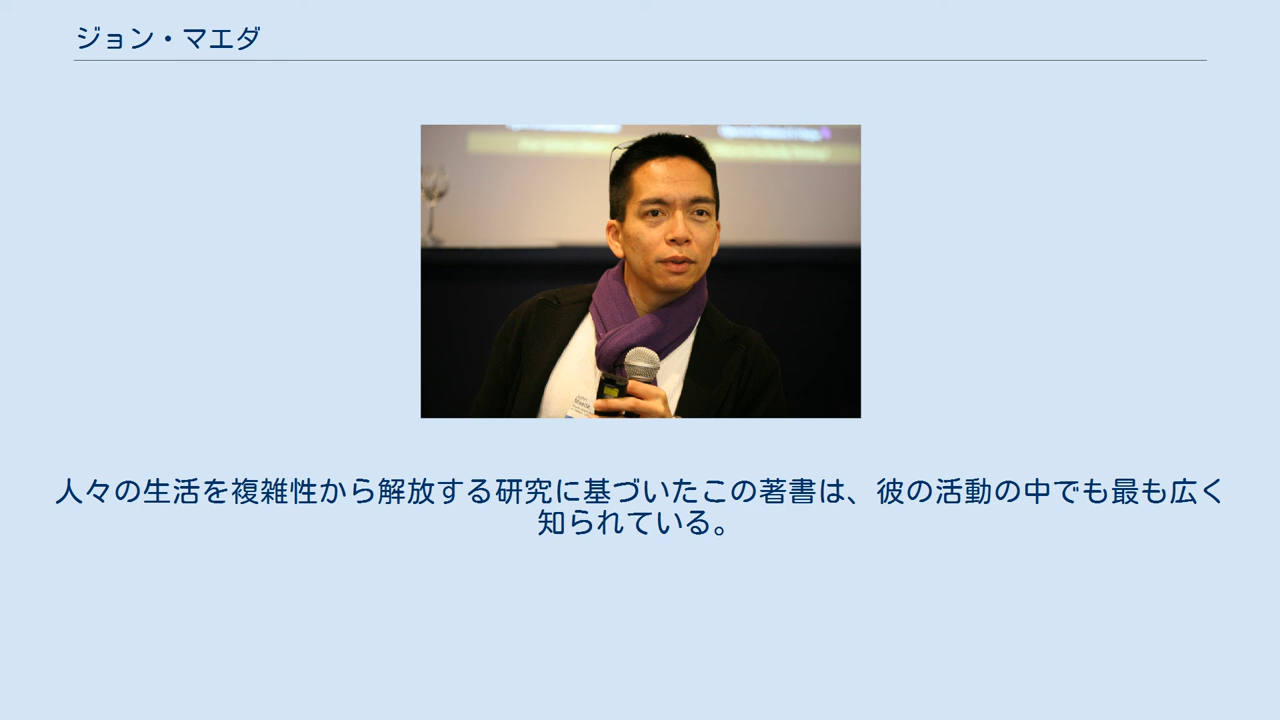 ジョン・マエダ
人々の生活を複雑性から解放する研究に基づいたこの著書は、彼の活動の中でも最も広く
知られている。